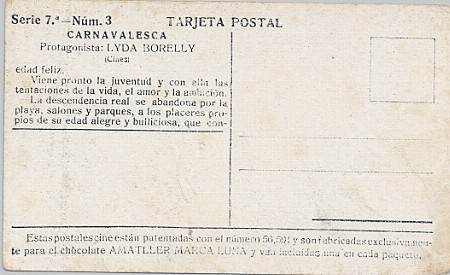 Serie 7.ª—Núm. 3
TARJETA POSTAL
CARNAVALESCA
Protagonista: LYDA BORELLY
(Cines)
edad feliz.
Viene pronto la juventud y con ella las
tentaciones de la vida, el amor y la ambición.
—La descendencia real se abandona por la
playa, salones y parques, a los placeres pro-
pios de su edad alegre y bulliciosa, que con-
Estas postales cine están patentadas con el número 56,591 y son fabricadas exclusivamen-
te para el chocolate AMATLLER MARCA LUNA y van incluídas una en cada paquete.